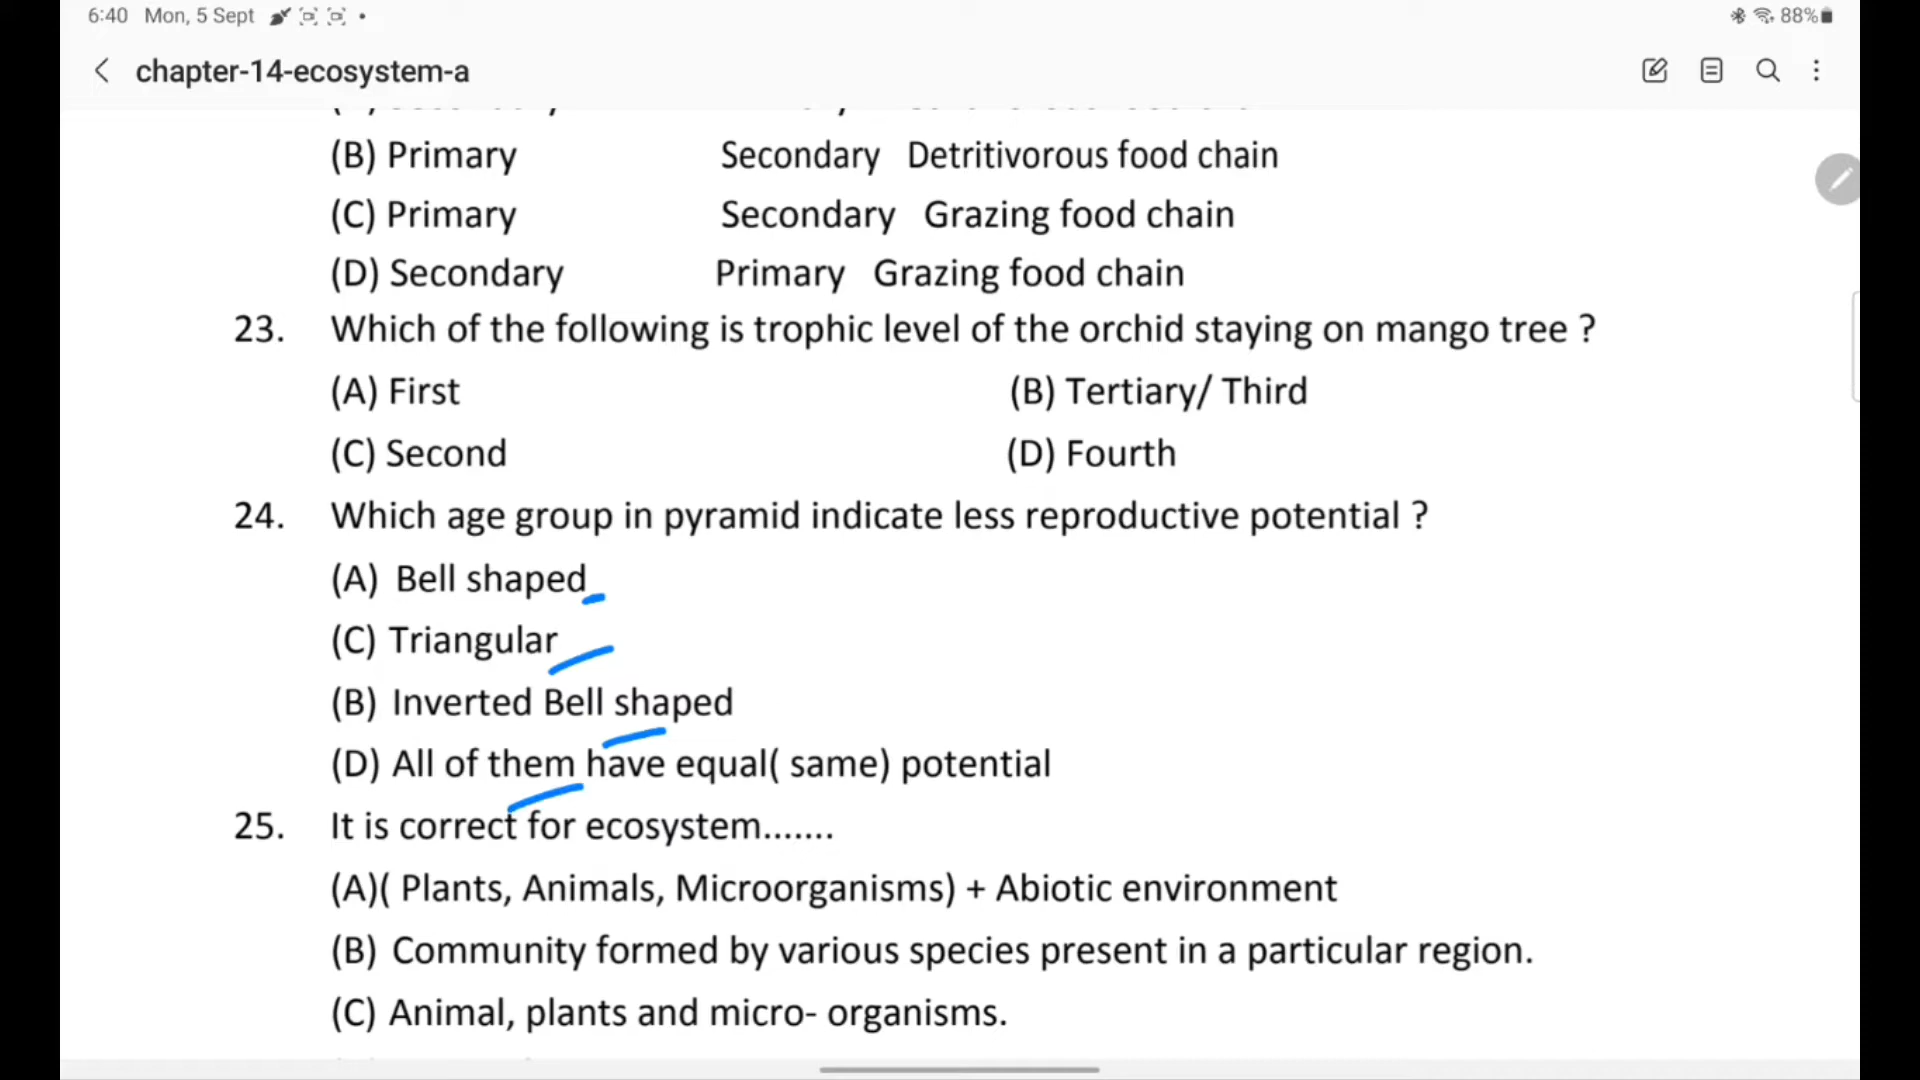 6:40 Mon, 5 Sept
88%
chapter-14-ecosystem-a
(B) Primary Secondary Detritivorous food chain
(C) Primary Secondary Grazing food chain
(D) Secondary Primary Grazing food chain
23. Which of the following is trophic level of the orchid staying on mango tree ?
(A) First (B) Tertiary/ Third
(C) Second (D) Fourth
24. Which age group in pyramid indicate less reproductive potential ?
(A) Bell shaped
(C) Triangular
(B) Inverted Bell shaped
(D) All of them have equal( same) potential
25. It is correct for ecosystem.......
(A)( Plants, Animals, Microorganisms) + Abiotic environment
(B) Community formed by various species present in a particular region.
(C) Animal, plants and micro- organisms.